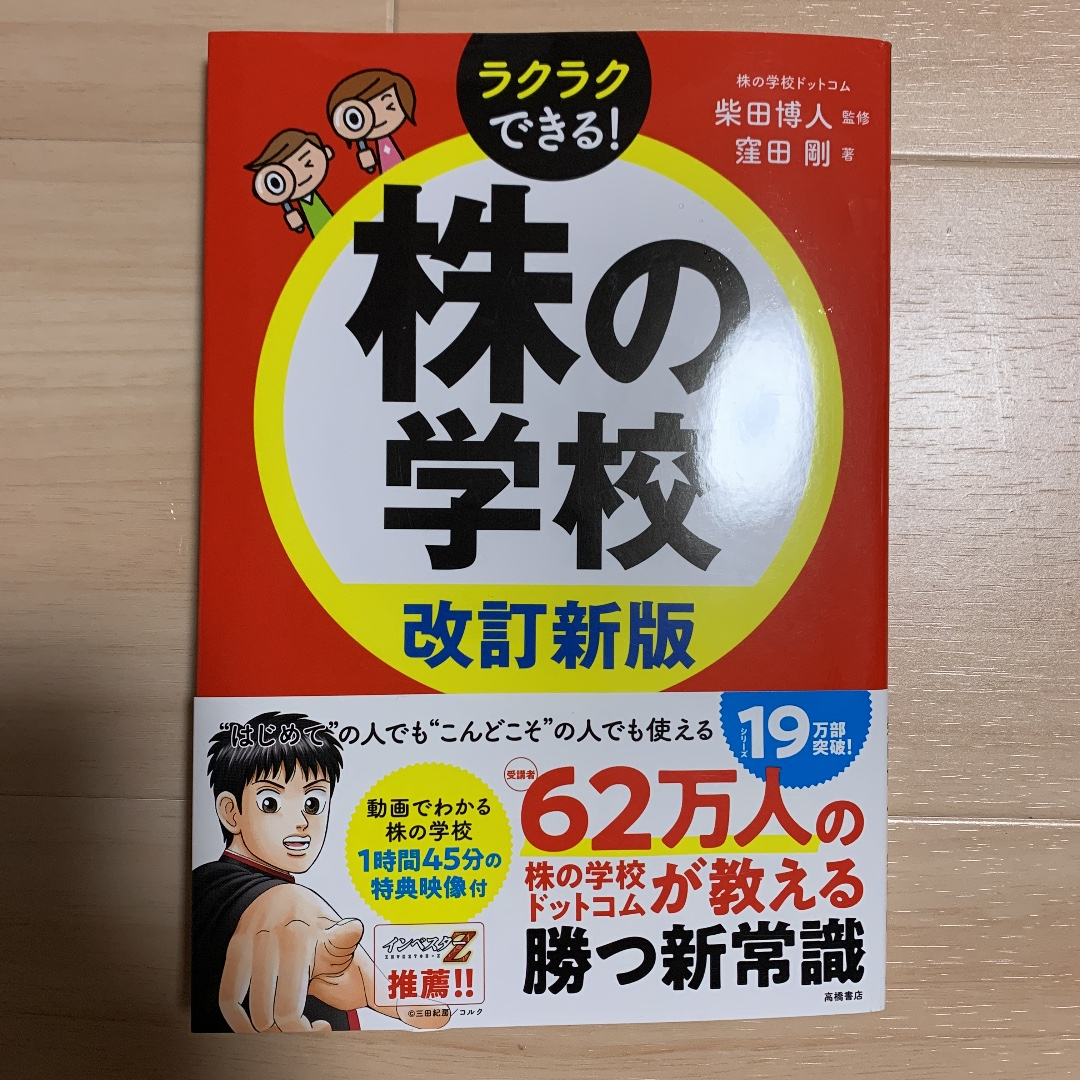 ラクラク
できる!
株の学校ドットコム
柴田博人 監修
窪田 剛 著
株の
学校
改訂新版
“はじめて”の人でも“こんどこそ”の人でも使える
シリーズ19万部突破!
動画でわかる
株の学校
1時間45分の
特典映像付
受講者
62万人の
株の学校
ドットコムが教える
勝つ新常識
インベスターZ
INVESTOR-Z
推薦!!
©三田紀房/コルク
高橋書店